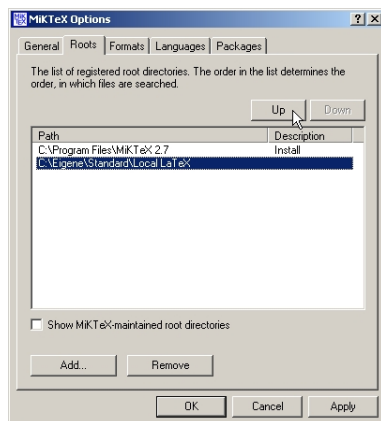 MiKTeX Options
General Roots Formats Languages Packages
The list of registered root directories. The order in the list determines the
order, in which files are searched.
Up Down
Path Description
C:\Program Files\MiKTeX 2.7 Install
C:\Eigene\Standard\Local LaTeX
Show MiKTeX-maintained root directories
Add... Remove
OK Cancel Apply